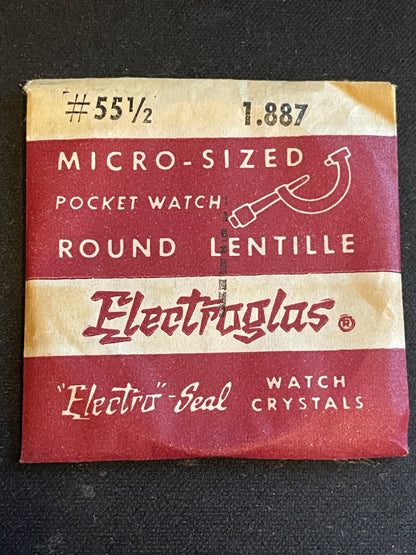 #55½ 1.887
MICRO-SIZED
POCKET WATCH
ROUND LENTILLE
Electroglas ®
"Electro"-Seal WATCH
CRYSTALS